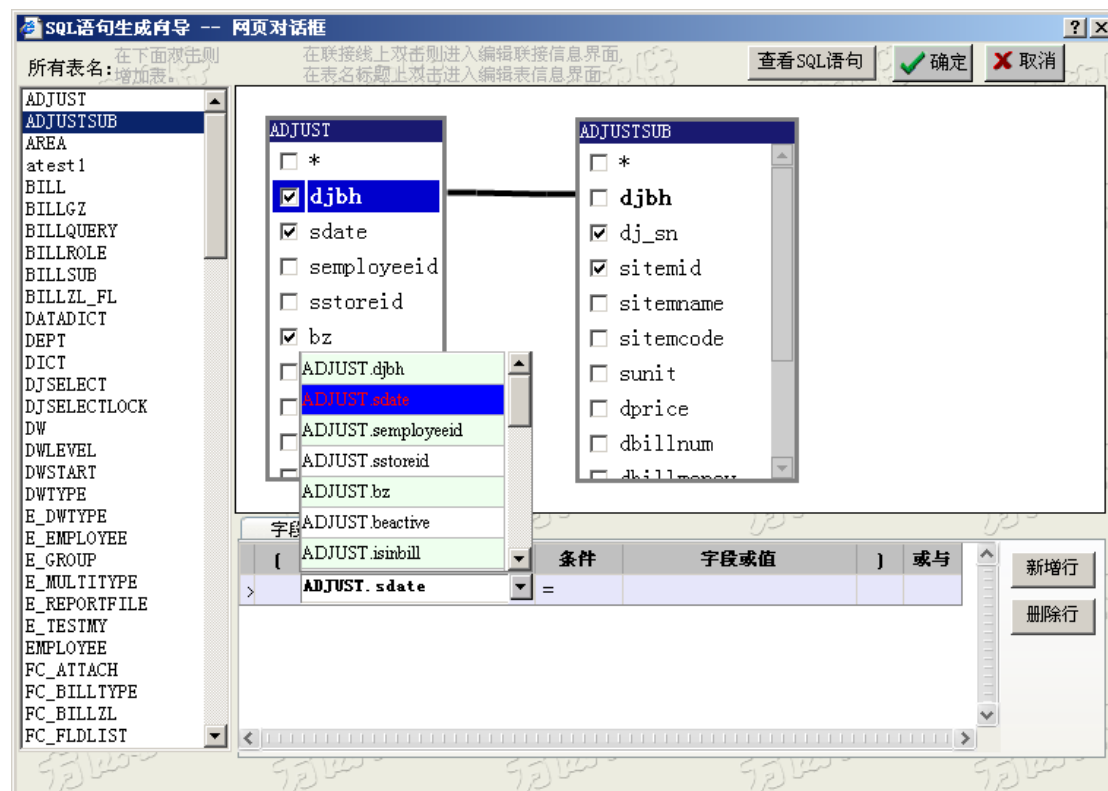 SQL语句生成向导 -- 网页对话框
所有表名:
在下面双击则
增加表。
在联接线上双击则进入编辑联接信息界面,
在表名标题上双击进入编辑表信息界面
查看SQL语句
确定
取消
ADJUST
ADJUSTSUB
AREA
atest1
BILL
BILLGZ
BILLQUERY
BILLROLE
BILLSUB
BILLZL_FL
DATADICT
DEPT
DICT
DJSELECT
DJSELECTLOCK
DW
DWLEVEL
DWSTART
DWTYPE
E_DWTYPE
E_EMPLOYEE
E_GROUP
E_MULTITYPE
E_REPORTFILE
E_TESTMY
EMPLOYEE
FC_ATTACH
FC_BILLTYPE
FC_BILLZL
FC_FLDLIST
ADJUST
*
djbh
sdate
semployeeid
sstoreid
bz
ADJUSTSUB
*
djbh
dj_sn
sitemid
sitemname
sitemcode
sunit
dprice
dbillnum
dbillmoney
ADJUST.djbh
ADJUST.sdate
ADJUST.semployeeid
ADJUST.sstoreid
ADJUST.bz
ADJUST.beactive
ADJUST.isinbill
字段
( 条件 字段或值 ) 或与
> ADJUST.sdate =
新增行
删除行